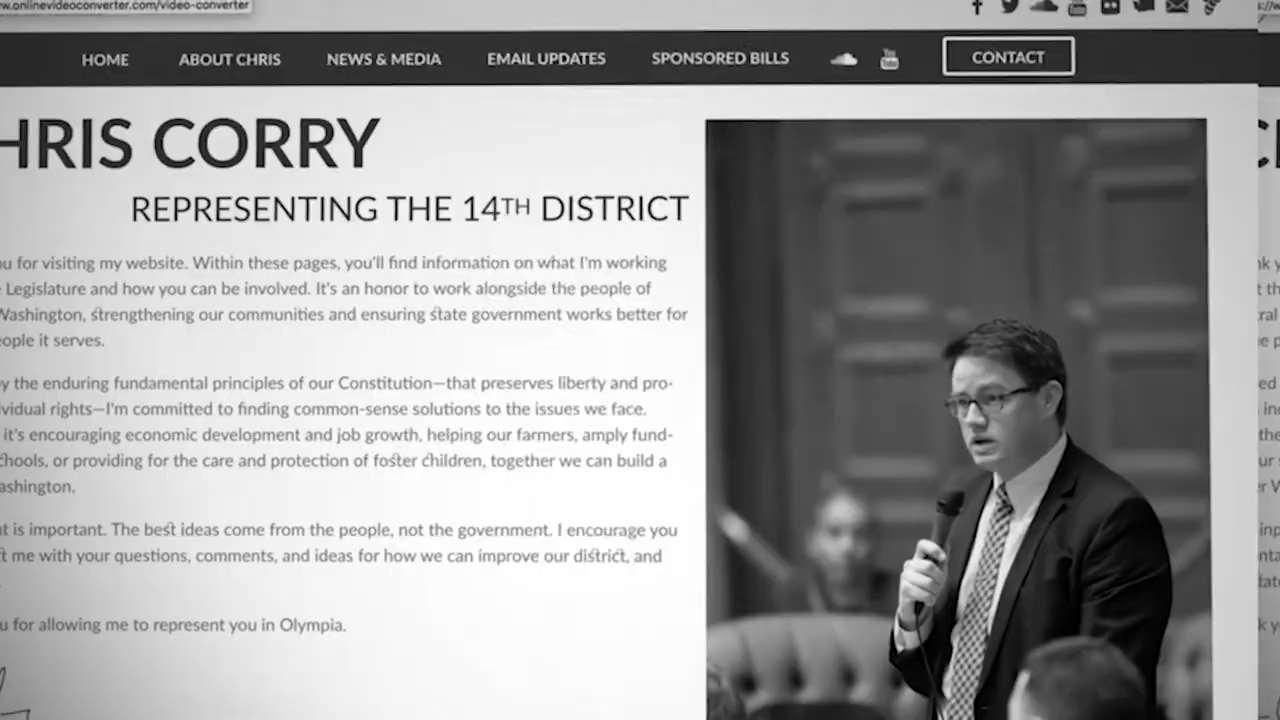 w.onlinevideoconverter.com/video-converter
HOME ABOUT CHRIS NEWS & MEDIA EMAIL UPDATES SPONSORED BILLS You Tube CONTACT
HRIS CORRY
REPRESENTING THE 14TH DISTRICT
u for visiting my website. Within these pages, you'll find information on what I'm working
Legislature and how you can be involved. It's an honor to work alongside the people of
Washington, strengthening our communities and ensuring state government works better for
eople it serves.
y the enduring fundamental principles of our Constitution—that preserves liberty and pro-
ividual rights—I'm committed to finding common-sense solutions to the issues we face.
it's encouraging economic development and job growth, helping our farmers, amply fund-
chools, or providing for the care and protection of foster children, together we can build a
ashington.
t is important. The best ideas come from the people, not the government. I encourage you
t me with your questions, comments, and ideas for how we can improve our district, and
u for allowing me to represent you in Olympia.